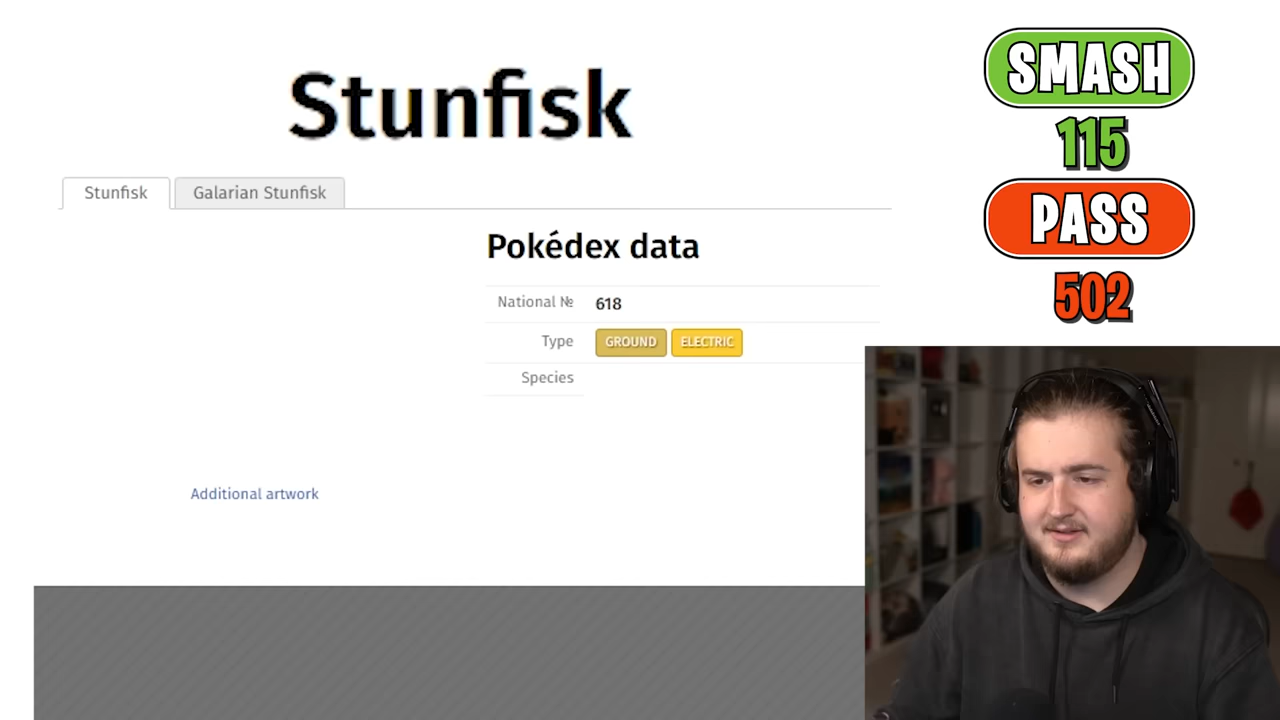 Stunfisk
Stunfisk
Galarian Stunfisk
Pokédex data
National № 618
Type GROUND ELECTRIC
Species
Additional artwork
SMASH
115
PASS
502